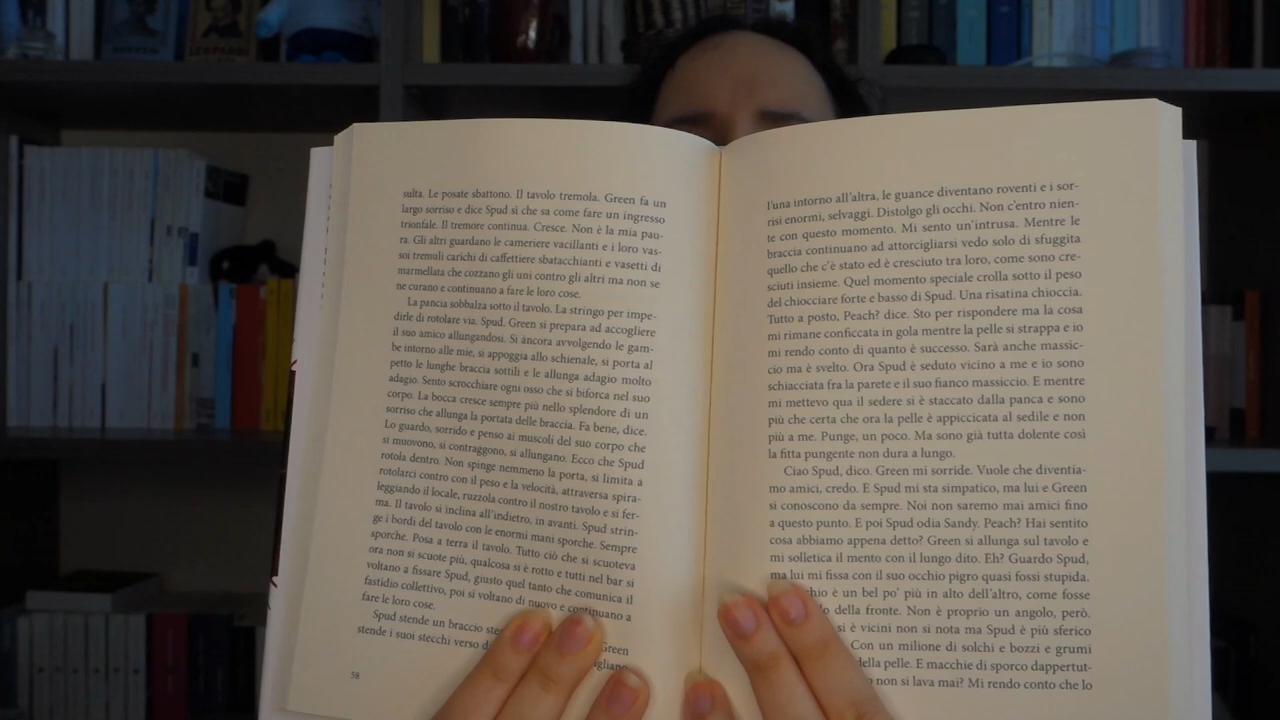 LEOPARDI
sulta. Le posate sbattono. Il tavolo tremola. Green fa un
largo sorriso e dice Spud sì che sa come fare un ingresso
trionfale. Il tremore continua. Cresce. Non è la mia pau-
ra. Gli altri guardano le cameriere vacillanti e i loro vas-
soi tremuli carichi di caffettiere sbatacchianti e vasetti di
marmellata che cozzano gli uni contro gli altri ma non se
ne curano e continuano a fare le loro cose.
La pancia sobbalza sotto il tavolo. La stringo per impe-
dirle di rotolare via. Spud. Green si prepara ad accogliere
il suo amico allungandosi. Si àncora avvolgendo le gam-
be intorno alle mie, si appoggia allo schienale, si porta al
petto le lunghe braccia sottili e le allunga adagio molto
adagio. Sento scrocchiare ogni osso che si biforca nel suo
corpo. La bocca cresce sempre più nello splendore di un
sorriso che allunga la portata delle braccia. Fa bene, dice.
Lo guardo, sorrido e penso ai muscoli del suo corpo che
si muovono, si contraggono, si allungano. Ecco che Spud
rotola dentro. Non spinge nemmeno la porta, si limita a
rotolarci contro con il peso e la velocità, attraversa spira-
leggiando il locale, ruzzola contro il nostro tavolo e si fer-
ma. Il tavolo si inclina all'indietro, in avanti. Spud strin-
ge i bordi del tavolo con le enormi mani sporche. Sempre
sporche. Posa a terra il tavolo. Tutto ciò che si scuoteva
ora non si scuote più, qualcosa si è rotto e tutti nel bar si
voltano a fissare Spud, giusto quel tanto che comunica il
fastidio collettivo, poi si voltano di nuovo e continuano a
fare le loro cose.
Spud stende un braccio Green
stende i suoi stecchi verso
58
l'una intorno all'altra, le guance diventano roventi e i sor-
risi enormi, selvaggi. Distolgo gli occhi. Non c'entro nien-
te con questo momento. Mi sento un'intrusa. Mentre le
braccia continuano ad attorcigliarsi vedo solo di sfuggita
quello che c'è stato ed è cresciuto tra loro, come sono cre-
sciuti insieme. Quel momento speciale crolla sotto il peso
del chiocciare forte e basso di Spud. Una risatina chioccia.
Tutto a posto, Peach? dice. Sto per rispondere ma la cosa
mi rimane conficcata in gola mentre la pelle si strappa e io
mi rendo conto di quanto è successo. Sarà anche massic-
cio ma è svelto. Ora Spud è seduto vicino a me e io sono
schiacciata fra la parete e il suo fianco massiccio. E mentre
mi mettevo qua il sedere si è staccato dalla panca e sono
più che certa che ora la pelle è appiccicata al sedile e non
più a me. Punge, un poco. Ma sono già tutta dolente così
la fitta pungente non dura a lungo.
Ciao Spud, dico. Green mi sorride. Vuole che diventia-
mo amici, credo. E Spud mi sta simpatico, ma lui e Green
si conoscono da sempre. Noi non saremo mai amici fino
a questo punto. E poi Spud odia Sandy. Peach? Hai sentito
cosa abbiamo appena detto? Green si allunga sul tavolo e
mi solletica il mento con il lungo dito. Eh? Guardo Spud,
ma lui mi fissa con il suo occhio pigro quasi fossi stupida.
è un bel po' più in alto dell'altro, come fosse
della fronte. Non è proprio un angolo, però.
si è vicini non si nota ma Spud è più sferico
Con un milione di solchi e bozzi e grumi
della pelle. E macchie di sporco dappertut-
non si lava mai? Mi rendo conto che lo